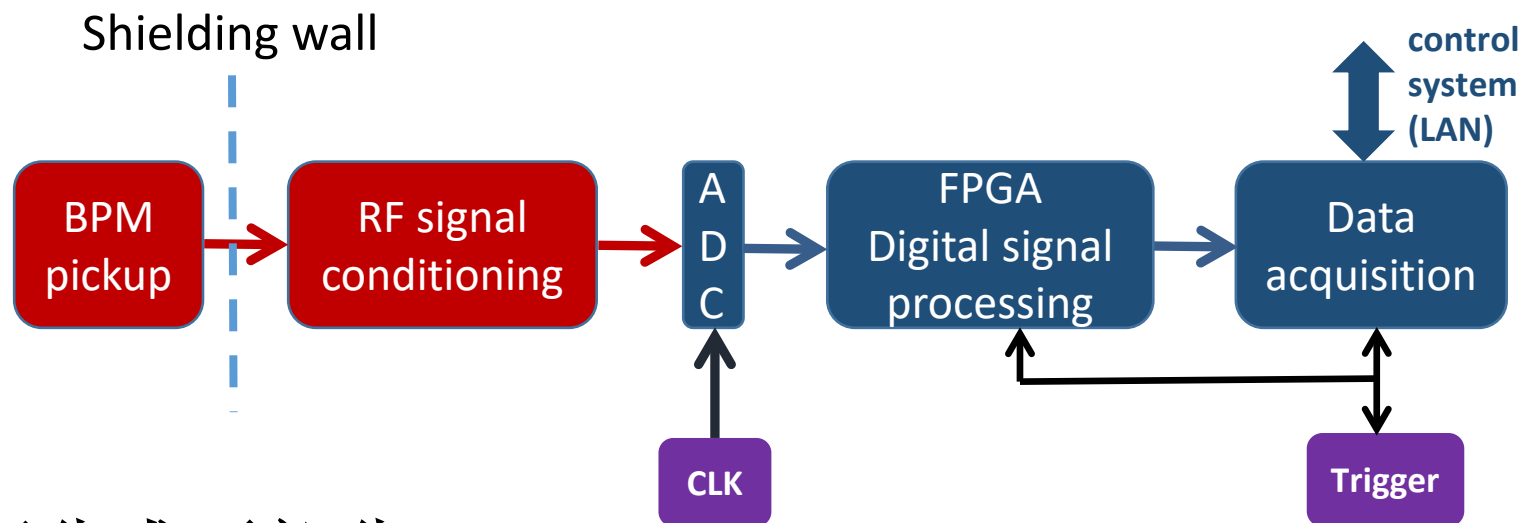 Shielding wall
control
system
(LAN)
BPM
pickup
RF signal
conditioning
A
D
C
FPGA
Digital signal
processing
Data
acquisition
CLK
Trigger